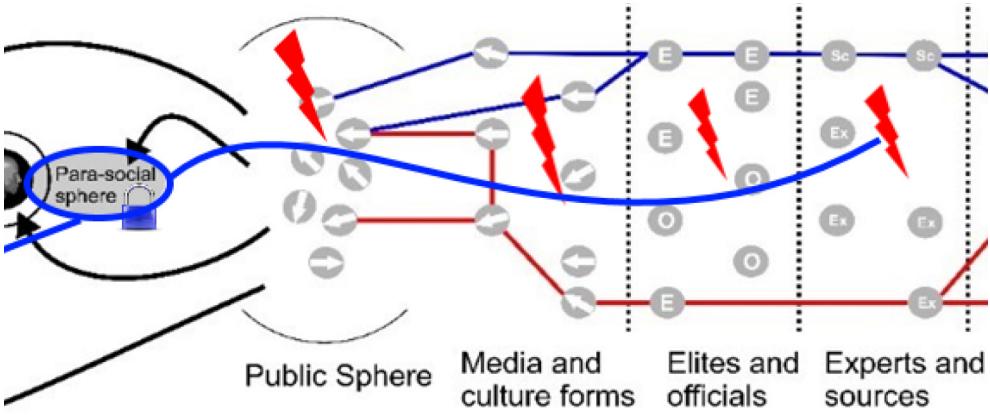 E
E
Sc
Sc
E
E
Ex
Para-social
sphere
O
O
Ex
Ex
O
E
Ex
Public Sphere
Media and
culture forms
Elites and
officials
Experts and
sources